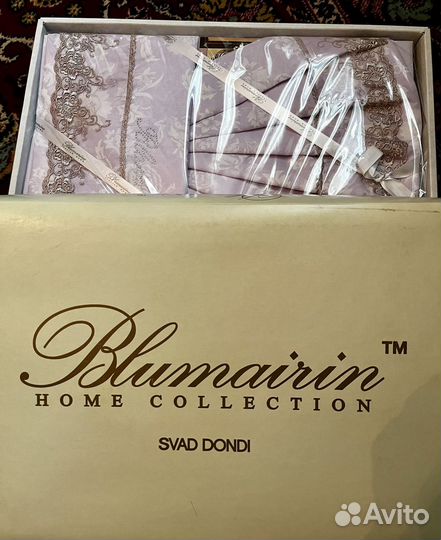 Blumairin™
HOME COLLECTION
SVAD DONDI
Avito